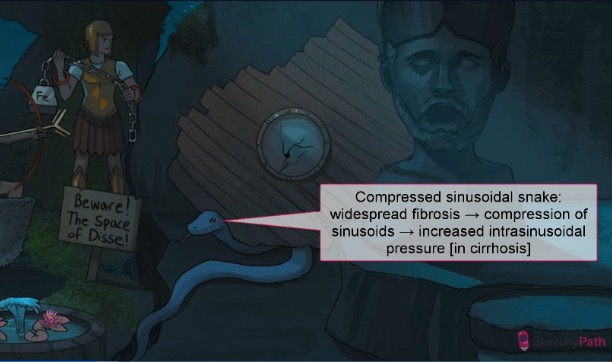 Fe
Beware!
The Space
of
Disse!
Compressed sinusoidal snake:
widespread fibrosis → compression of
sinusoids → increased intrasinusoidal
pressure [in cirrhosis]
SketchyPath